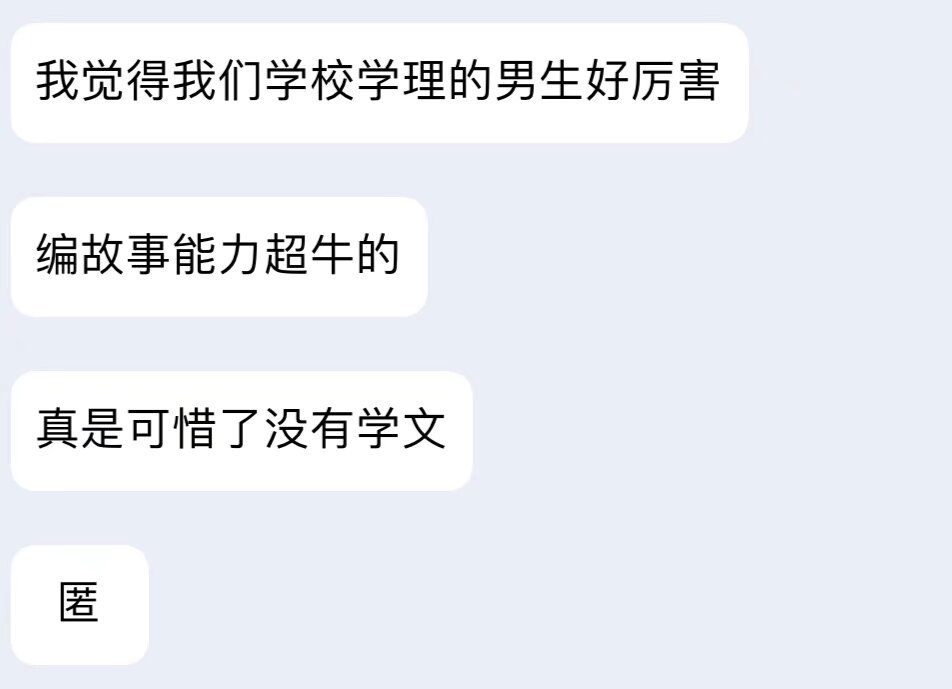 我觉得我们学校学理的男生好厉害
编故事能力超牛的
真是可惜了没有学文
匿